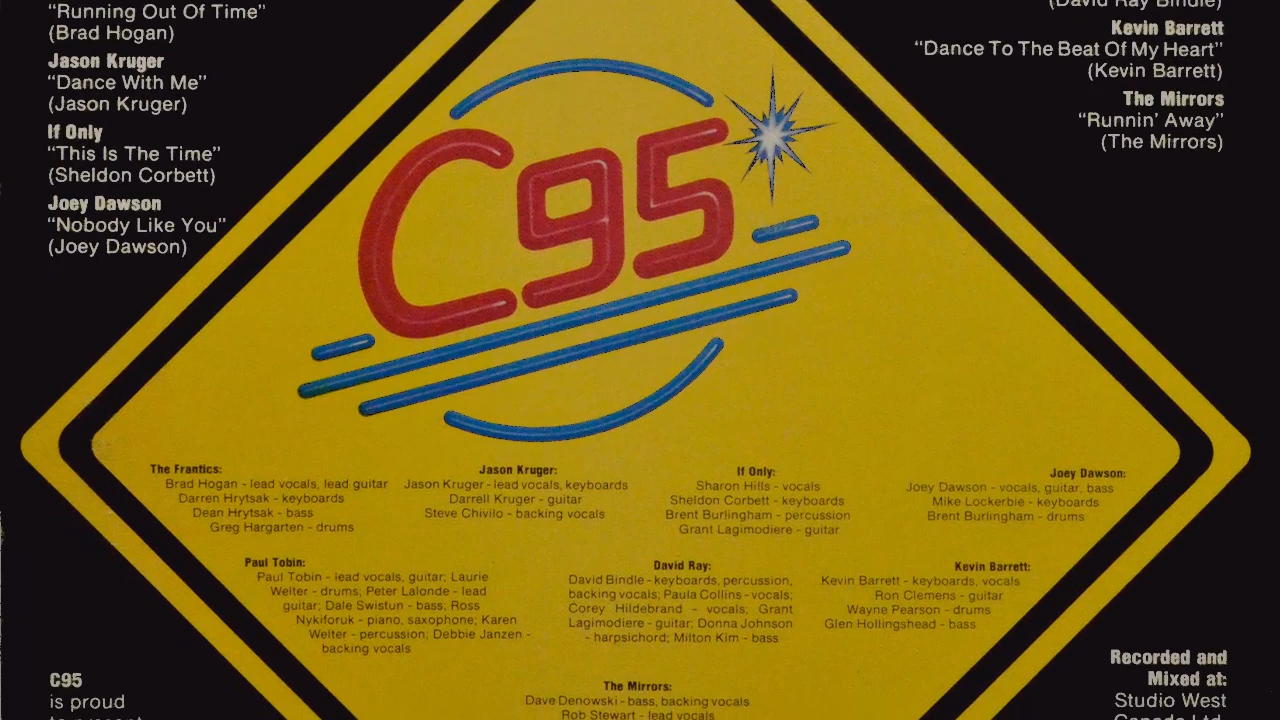 “Running Out Of Time”
(Brad Hogan)
Jason Kruger
“Dance With Me”
(Jason Kruger)
If Only
“This Is The Time”
(Sheldon Corbett)
Joey Dawson
“Nobody Like You”
(Joey Dawson)
(David Ray Bindle)
Kevin Barrett
“Dance To The Beat Of My Heart”
(Kevin Barrett)
The Mirrors
“Runnin’ Away”
(The Mirrors)
C95
The Frantics:
Brad Hogan - lead vocals, lead guitar
Darren Hrytsak - keyboards
Dean Hrytsak - bass
Greg Hargarten - drums
Jason Kruger:
Jason Kruger - lead vocals, keyboards
Darrell Kruger - guitar
Steve Chivilo - backing vocals
If Only:
Sharon Hills - vocals
Sheldon Corbett - keyboards
Brent Burlingham - percussion
Grant Lagimodiere - guitar
Joey Dawson:
Joey Dawson - vocals, guitar, bass
Mike Lockerbie - keyboards
Brent Burlingham - drums
Paul Tobin:
Paul Tobin - lead vocals, guitar; Laurie
Welter - drums; Peter Lalonde - lead
guitar; Dale Swistun - bass; Ross
Nykiforuk - piano, saxophone; Karen
Welter - percussion; Debbie Janzen -
backing vocals
David Ray:
David Bindle - keyboards, percussion,
backing vocals; Paula Collins - vocals;
Corey Hildebrand - vocals; Grant
Lagimodiere - guitar; Donna Johnson
- harpsichord; Milton Kim - bass
Kevin Barrett:
Kevin Barrett - keyboards, vocals
Ron Clemens - guitar
Wayne Pearson - drums
Glen Hollingshead - bass
The Mirrors:
Dave Denowski - bass, backing vocals
Rob Stewart - lead vocals
C95
is proud
to present
Recorded and
Mixed at:
Studio West
Canada Ltd.